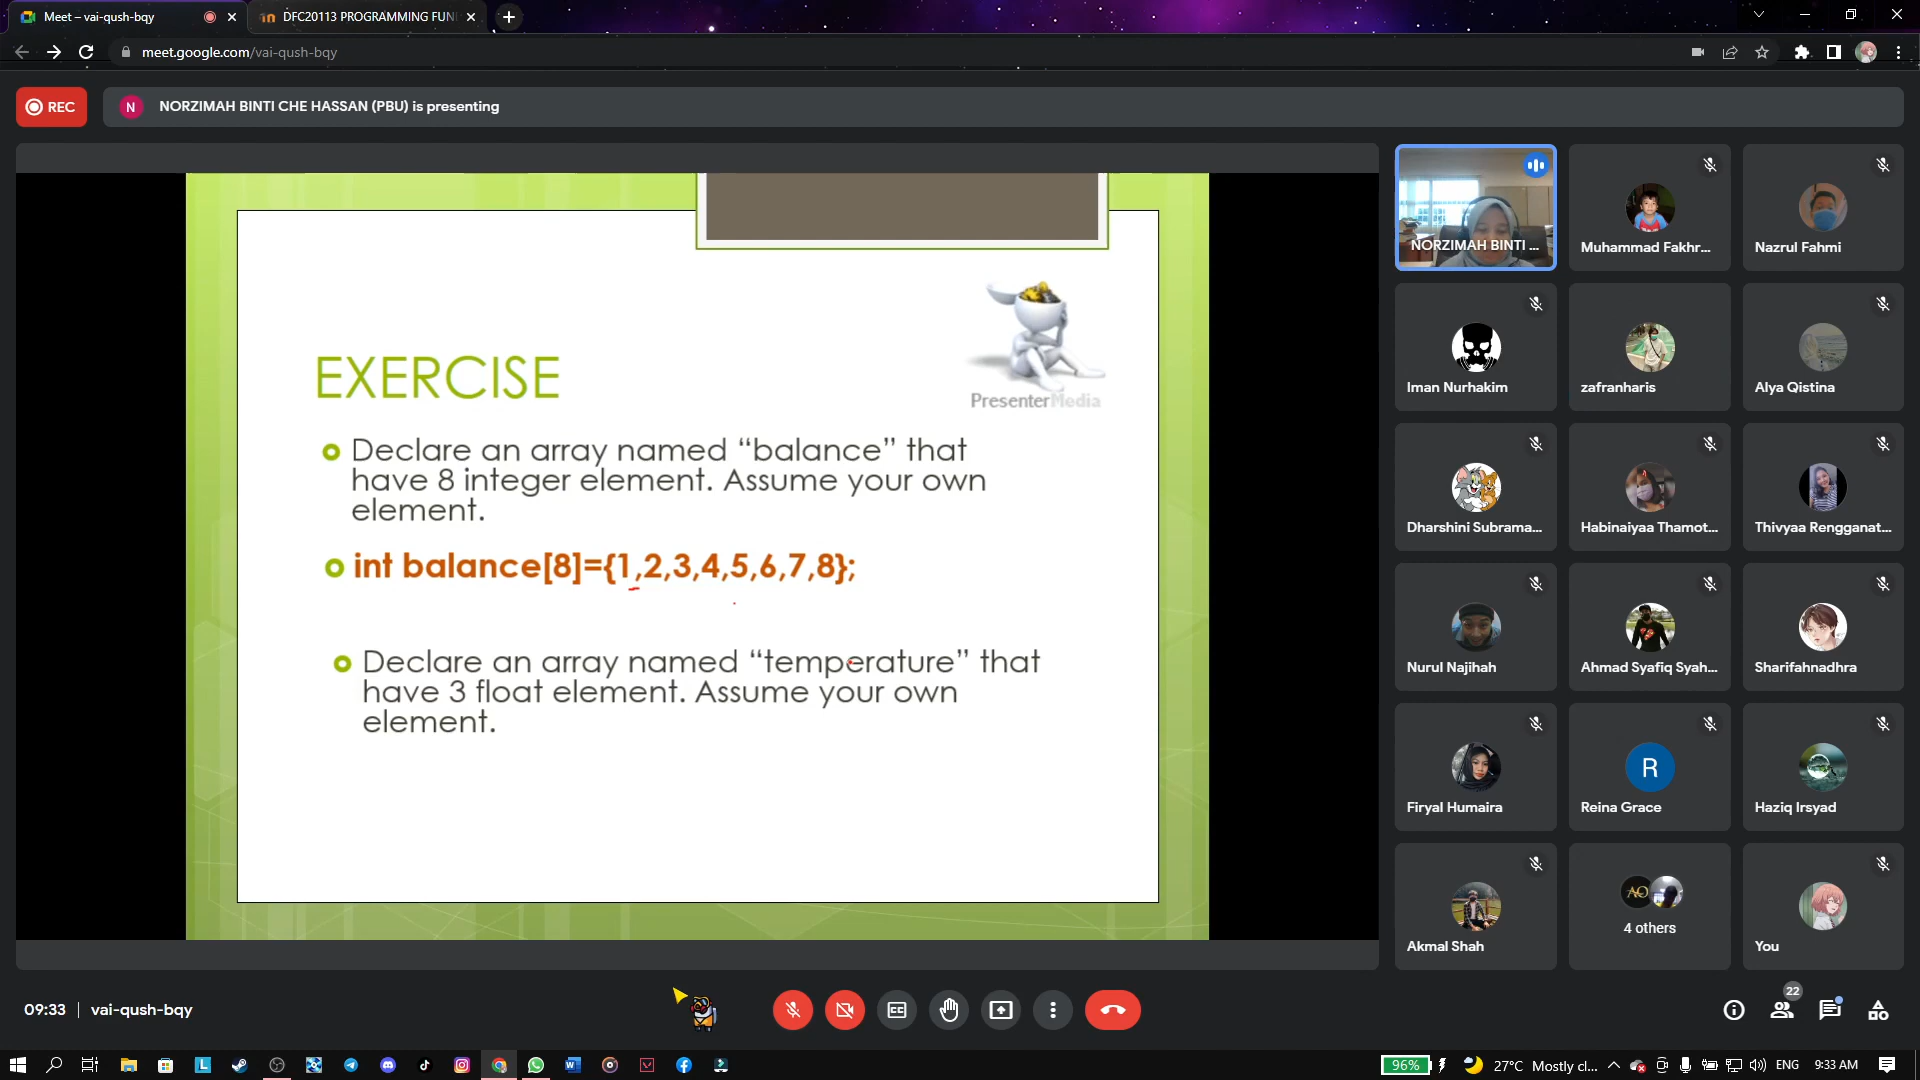 Meet – vai-qush-bqy
DFC20113 PROGRAMMING FUN
meet.google.com/vai-qush-bqy
REC
N
NORZIMAH BINTI CHE HASSAN (PBU) is presenting
PresenterMedia
EXERCISE
Declare an array named “balance” that
have 8 integer element. Assume your own
element.
int balance[8]={1,2,3,4,5,6,7,8};
Declare an array named “temperature” that
have 3 float element. Assume your own
element.
NORZIMAH BINTI ...
Muhammad Fakhr...
Nazrul Fahmi
Iman Nurhakim
zafranharis
Alya Qistina
Dharshini Subrama...
Habinaiyaa Thamot...
Thivyaa Rengganat...
Nurul Najihah
Ahmad Syafiq Syah...
Sharifahnadhra
Firyal Humaira
R
Reina Grace
Haziq Irsyad
Akmal Shah
AO
4 others
You
09:33 | vai-qush-bqy
22
96%
27°C Mostly cl...
ENG
9:33 AM